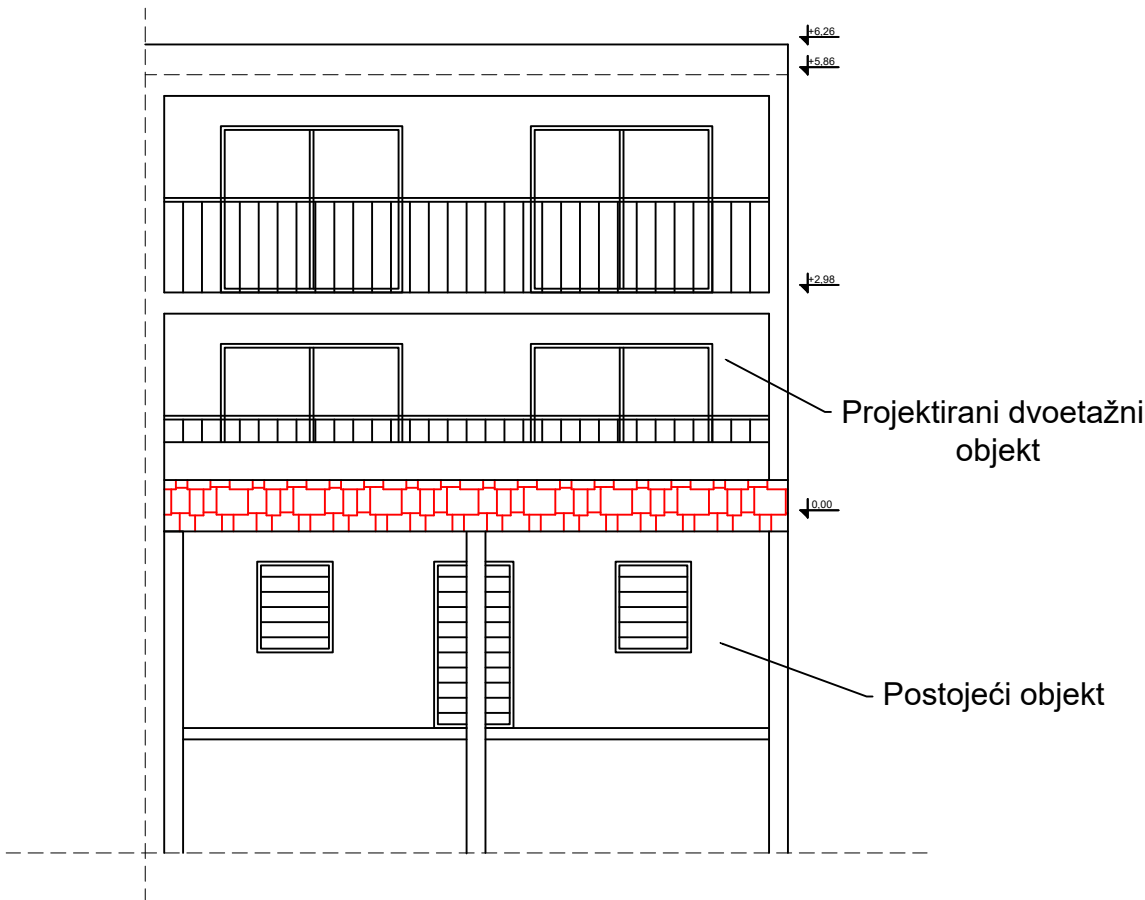 +6,26
+5,86
+2,98
Projektirani dvoetažni
objekt
0,00
Postojeći objekt